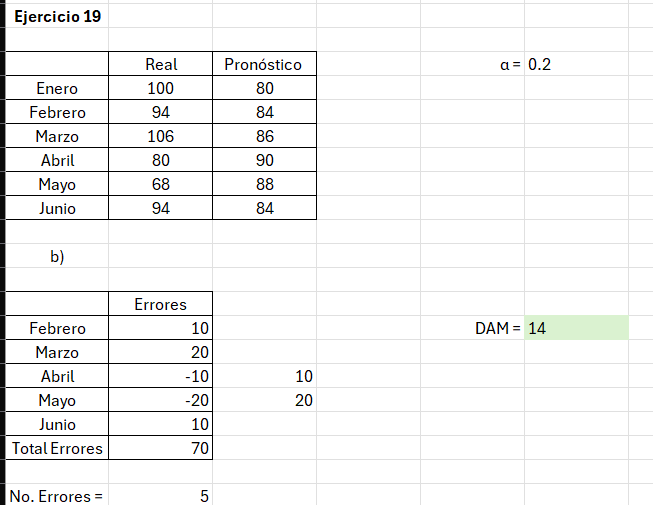 Ejercicio 19
Real Pronóstico α = 0.2
Enero 100 80
Febrero 94 84
Marzo 106 86
Abril 80 90
Mayo 68 88
Junio 94 84
b)
Errores
Febrero 10 DAM = 14
Marzo 20
Abril -10 10
Mayo -20 20
Junio 10
Total Errores 70
No. Errores = 5